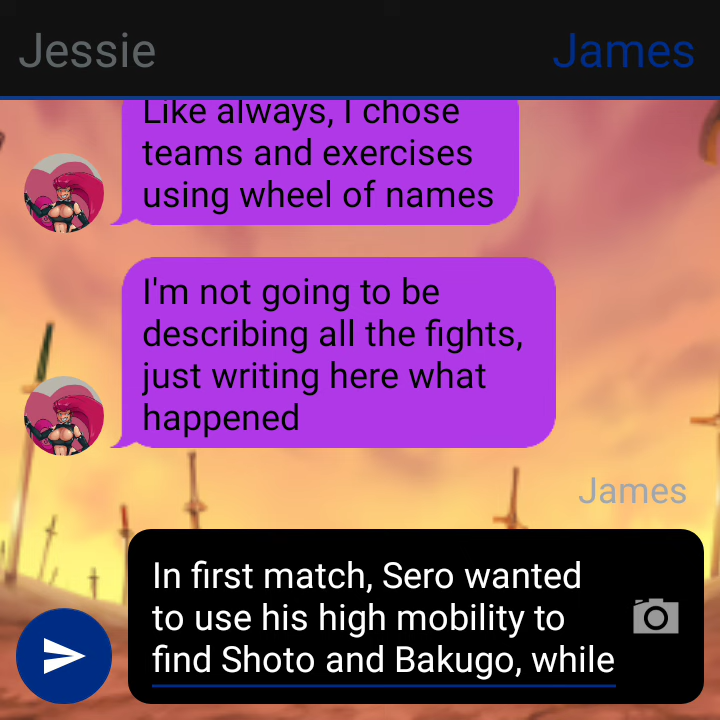 Jessie
James
Like always, I chose
teams and exercises
using wheel of names
I'm not going to be
describing all the fights,
just writing here what
happened
James
In first match, Sero wanted
to use his high mobility to
find Shoto and Bakugo, while